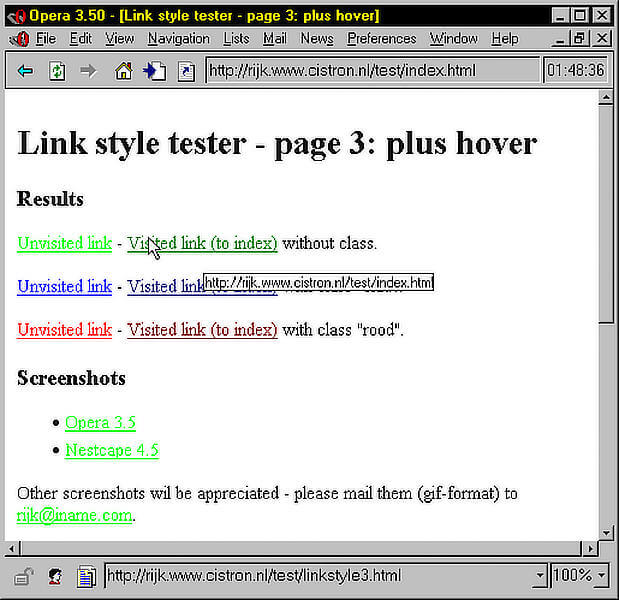 Opera 3.50 - [Link style tester - page 3: plus hover]
File Edit View Navigation Lists Mail News Preferences Window Help
http://rijk.www.cistron.nl/test/index.html 01:48:36
Link style tester - page 3: plus hover
Results
Unvisited link - Visited link (to index) without class.
Unvisited link - Visited link
http://rijk.www.cistron.nl/test/index.html
Unvisited link - Visited link (to index) with class "rood".
Screenshots
Opera 3.5
Nestcape 4.5
Other screenshots wil be appreciated - please mail them (gif-format) to
rijk@iname.com.
http://rijk.www.cistron.nl/test/linkstyle3.html 100%